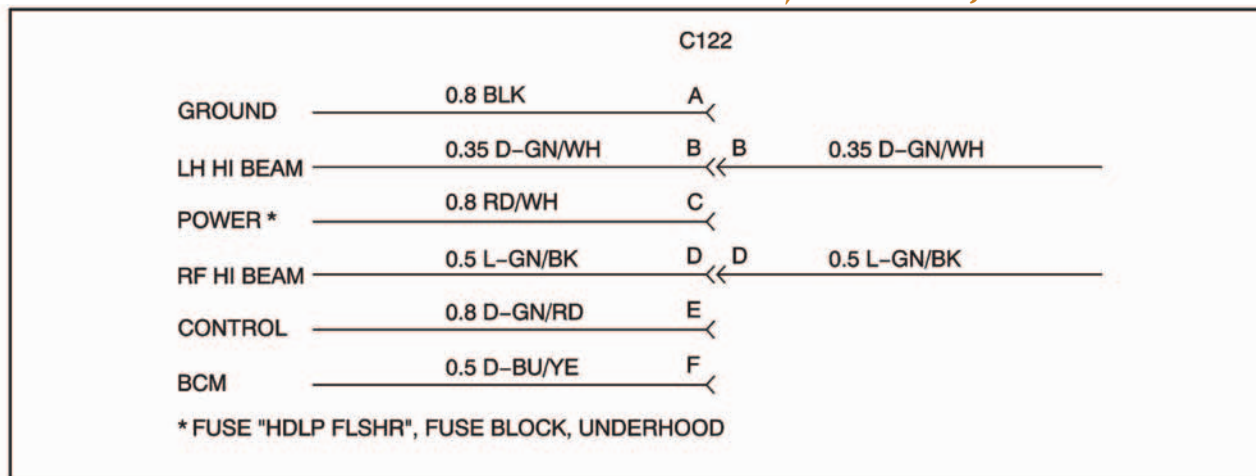 C122
GROUND 0.8 BLK A
LH HI BEAM 0.35 D–GN/WH B B 0.35 D–GN/WH
POWER * 0.8 RD/WH C
RF HI BEAM 0.5 L–GN/BK D D 0.5 L–GN/BK
CONTROL 0.8 D–GN/RD E
BCM 0.5 D–BU/YE F
* FUSE "HDLP FLSHR", FUSE BLOCK, UNDERHOOD